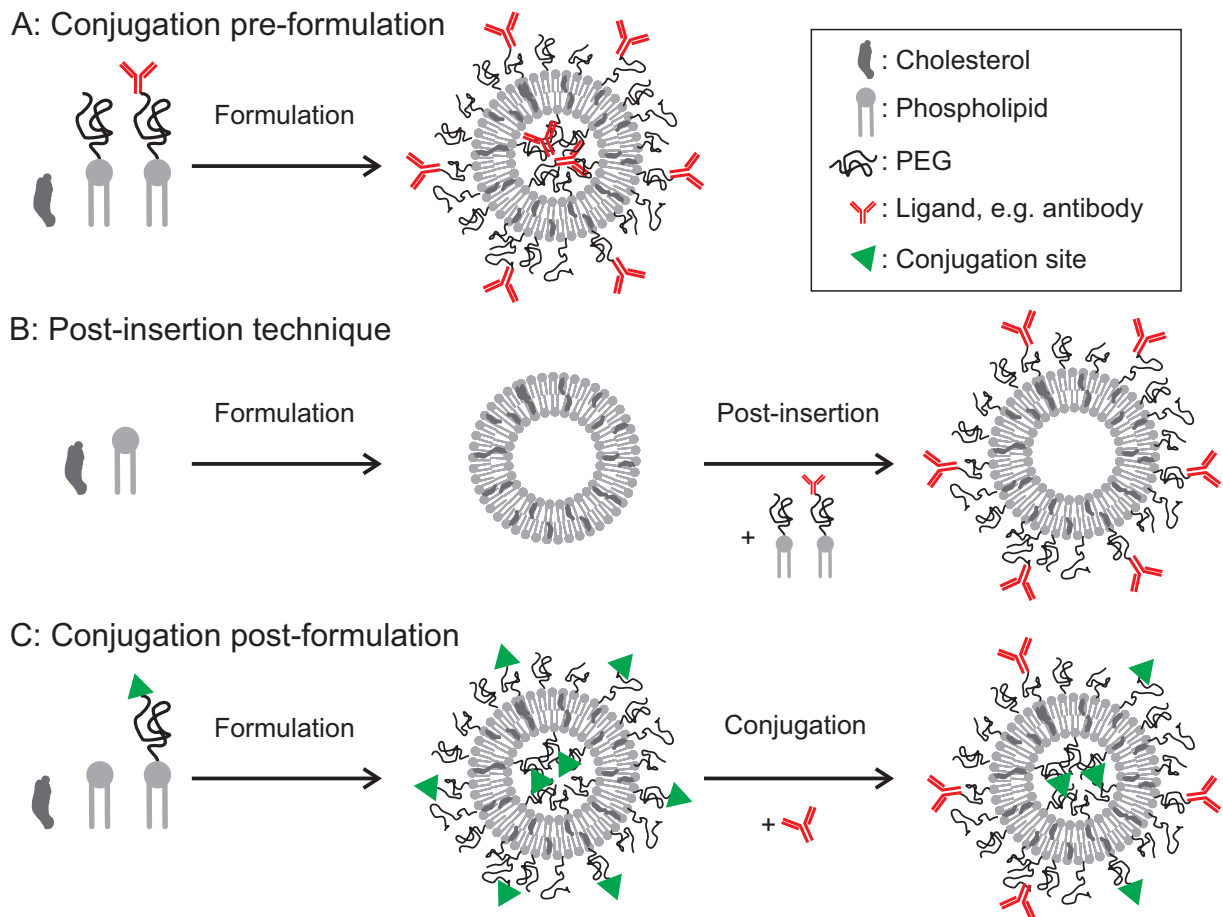 A: Conjugation pre-formulation
Formulation
: Cholesterol
: Phospholipid
: PEG
: Ligand, e.g. antibody
: Conjugation site
B: Post-insertion technique
Formulation
Post-insertion
+
C: Conjugation post-formulation
Formulation
Conjugation
+